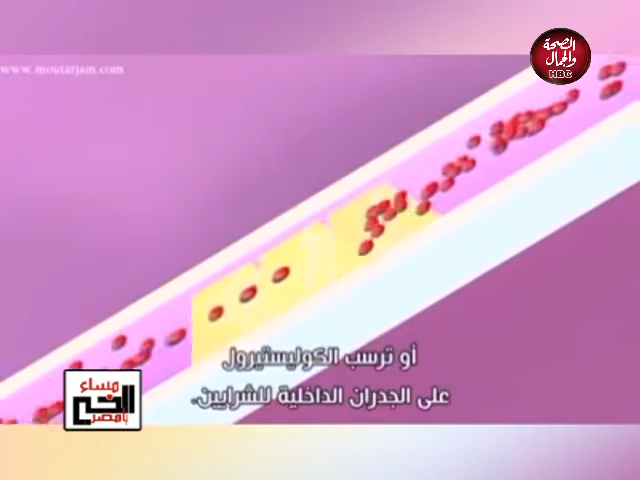 الصحة
والجمال
HBC
www.moutarjam.com
أو ترسب الكوليستيرول
على الجدران الداخلية للشرايين.
مساء
الخير
يا مصر